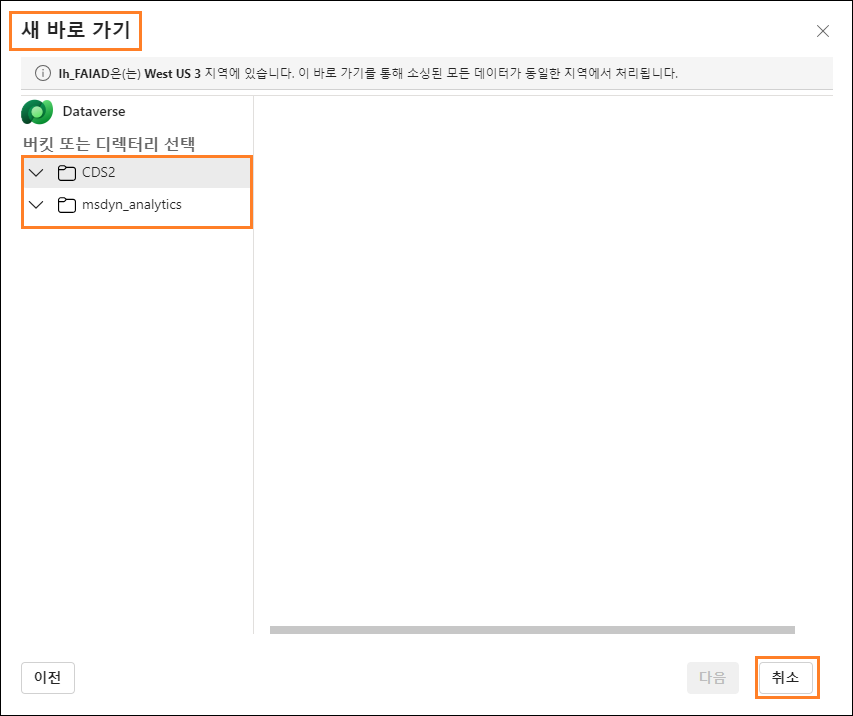 새 바로 가기
lh_FAIAD은(는) West US 3 지역에 있습니다. 이 바로 가기를 통해 소싱된 모든 데이터가 동일한 지역에서 처리됩니다.
Dataverse
버킷 또는 디렉터리 선택
CDS2
msdyn_analytics
이전
다음
취소